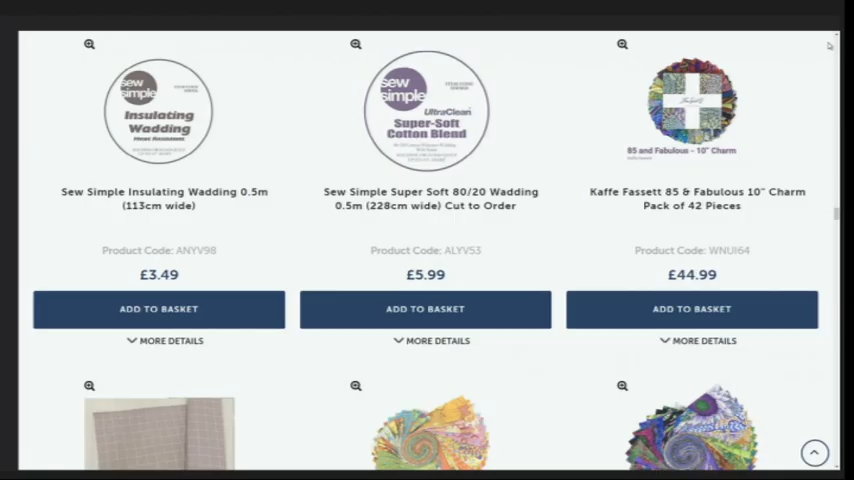 sew simple
Insulating
Wadding
Heat Resistant
sew simple
UltraClean
Super-Soft
Cotton Blend
85 and Fabulous - 10" Charm
Sew Simple Insulating Wadding 0.5m
(113cm wide)
Sew Simple Super Soft 80/20 Wadding
0.5m (228cm wide) Cut to Order
Kaffe Fassett 85 & Fabulous 10" Charm
Pack of 42 Pieces
Product Code: ANYV98
Product Code: ALYV53
Product Code: WNUI64
£3.49
£5.99
£44.99
ADD TO BASKET
ADD TO BASKET
ADD TO BASKET
MORE DETAILS
MORE DETAILS
MORE DETAILS